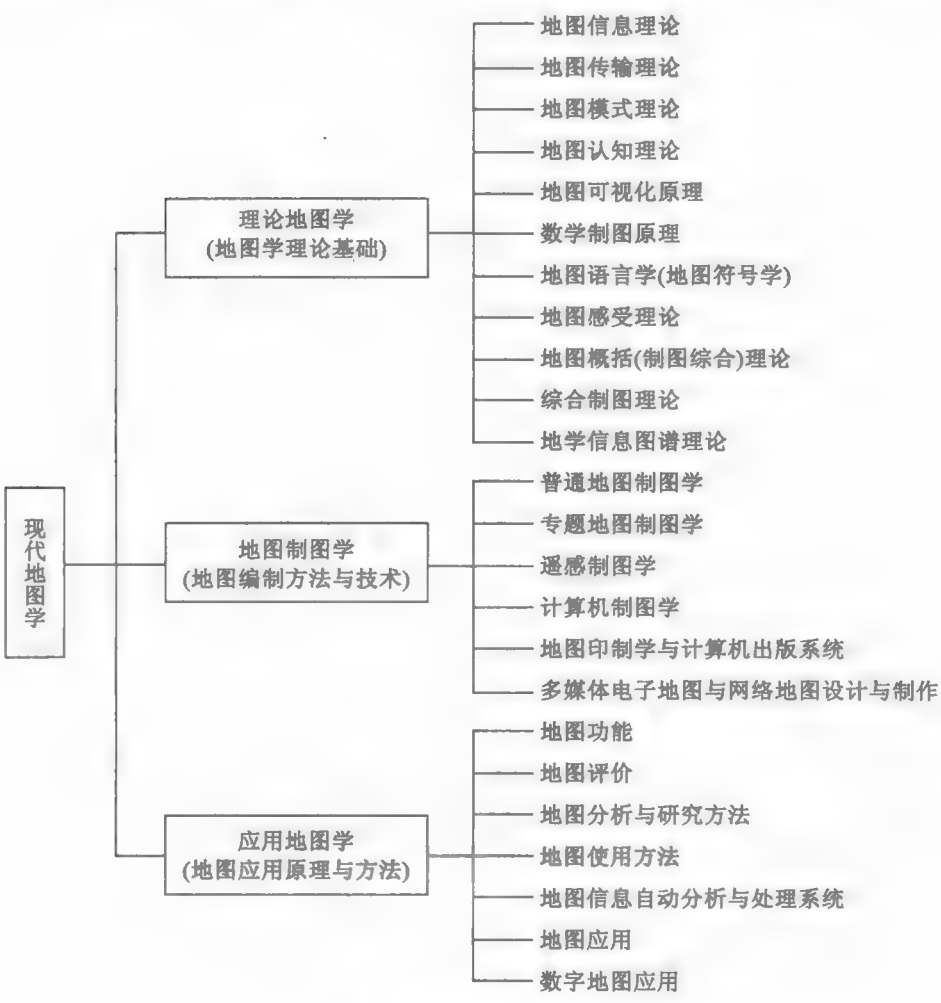 现代地图学
理论地图学
(地图学理论基础)
地图信息理论
地图传输理论
地图模式理论
地图认知理论
地图可视化原理
数学制图原理
地图语言学(地图符号学)
地图感受理论
地图概括(制图综合)理论
综合制图理论
地学信息图谱理论
地图制图学
(地图编制方法与技术)
普通地图制图学
专题地图制图学
遥感制图学
计算机制图学
地图印制学与计算机出版系统
多媒体电子地图与网络地图设计与制作
应用地图学
(地图应用原理与方法)
地图功能
地图评价
地图分析与研究方法
地图使用方法
地图信息自动分析与处理系统
地图应用
数字地图应用